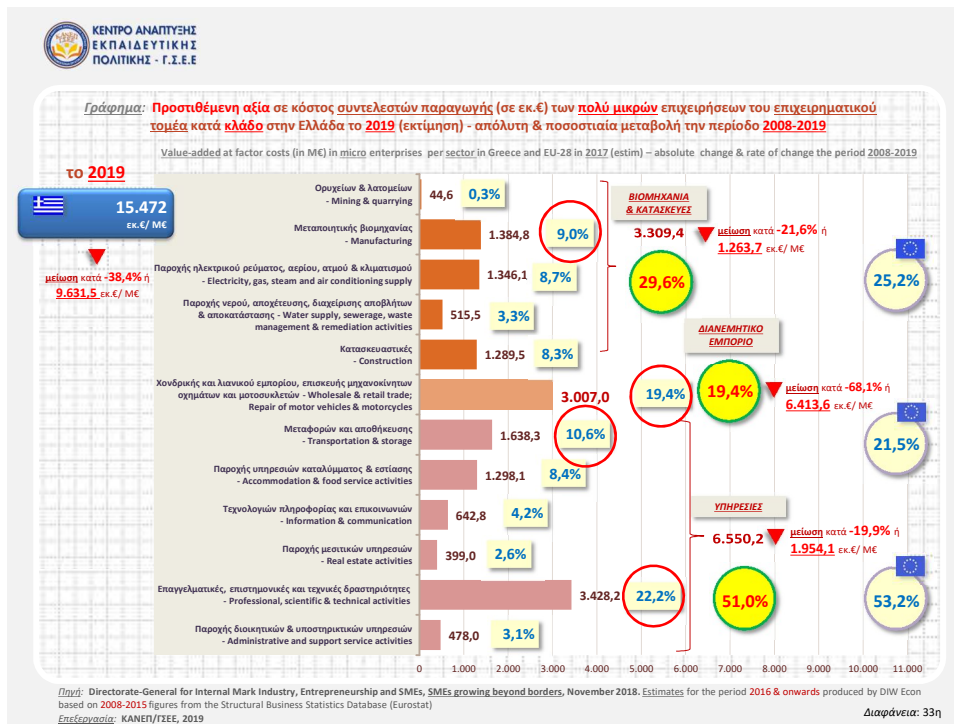 ΚΕΝΤΡΟ ΑΝΑΠΤΥΞΗΣ
ΕΚΠΑΙΔΕΥΤΙΚΗΣ
ΠΟΛΙΤΙΚΗΣ - Γ.Σ.Ε.Ε
Γράφημα: Προστιθέμενη αξία σε κόστος συντελεστών παραγωγής (σε εκ.€) των πολύ μικρών επιχειρήσεων του επιχειρηματικού
τομέα κατά κλάδο στην Ελλάδα το 2019 (εκτίμηση) - απόλυτη & ποσοστιαία μεταβολή την περίοδο 2008-2019
Value-added at factor costs (in M€) in micro enterprises per sector in Greece and EU-28 in 2017 (estim) – absolute change & rate of change the period 2008-2019
το 2019
15.472
εκ.€/ M€
μείωση κατά -38,4% ή
9.631,5 εκ.€/ M€
Ορυχείων & λατομείων
- Mining & quarrying
44,6 0,3%
Μεταποιητικής βιομηχανίας
- Manufacturing
1.384,8 9,0%
Παροχής ηλεκτρικού ρεύματος, αερίου, ατμού & κλιματισμού
- Electricity, gas, steam and air conditioning supply
1.346,1 8,7%
Παροχής νερού, αποχέτευσης, διαχείρισης αποβλήτων
& αποκατάστασης - Water supply, sewerage, waste
management & remediation activities
515,5 3,3%
Κατασκευαστικές
- Construction
1.289,5 8,3%
Χονδρικής και λιανικού εμπορίου, επισκευής μηχανοκίνητων
οχημάτων και μοτοσυκλετών - Wholesale & retail trade;
Repair of motor vehicles & motorcycles
3.007,0 19,4%
Μεταφορών και αποθήκευσης
- Transportation & storage
1.638,3 10,6%
Παροχής υπηρεσιών καταλύμματος & εστίασης
- Accommodation & food service activities
1.298,1 8,4%
Τεχνολογιών πληροφορίας και επικοινωνιών
- Information & communication
642,8 4,2%
Παροχής μεσιτικών υπηρεσιών
- Real estate activities
399,0 2,6%
Επαγγελματικές, επιστημονικές και τεχνικές δραστηριότητες
- Professional, scientific & technical activities
3.428,2 22,2%
Παροχής διοικητικών & υποστηρικτικών υπηρεσιών
- Administrative and support service activities
478,0 3,1%
0 1.000 2.000 3.000 4.000 5.000 6.000 7.000 8.000 9.000 10.000 11.000
ΒΙΟΜΗΧΑΝΙΑ
& ΚΑΤΑΣΚΕΥΕΣ
3.309,4
μείωση κατά -21,6% ή
1.263,7 εκ.€/ M€
29,6%
25,2%
ΔΙΑΝΕΜΗΤΙΚΟ
ΕΜΠΟΡΙΟ
19,4%
μείωση κατά -68,1% ή
6.413,6 εκ.€/ M€
21,5%
ΥΠΗΡΕΣΙΕΣ
6.550,2
μείωση κατά -19,9% ή
1.954,1 εκ.€/ M€
51,0%
53,2%
Πηγή: Directorate-General for Internal Mark Industry, Entrepreneurship and SMEs, SMEs growing beyond borders, November 2018. Estimates for the period 2016 & onwards produced by DIW Econ
based on 2008-2015 figures from the Structural Business Statistics Database (Eurostat)
Επεξεργασία: ΚΑΝΕΠ/ΓΣΕΕ, 2019
Διαφάνεια: 33η